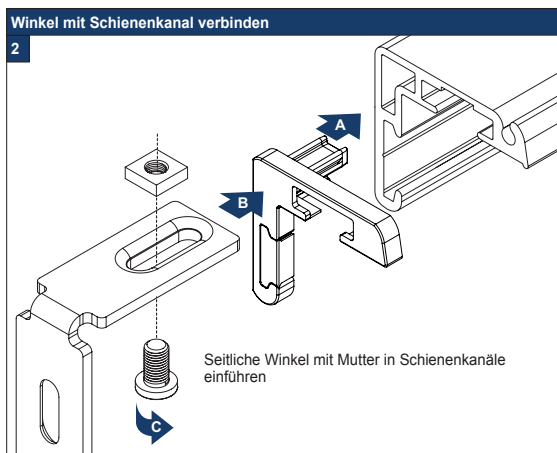 Winkel mit Schienenkanal verbinden
2
A
B
Seitliche Winkel mit Mutter in Schienenkanäle
einführen
C